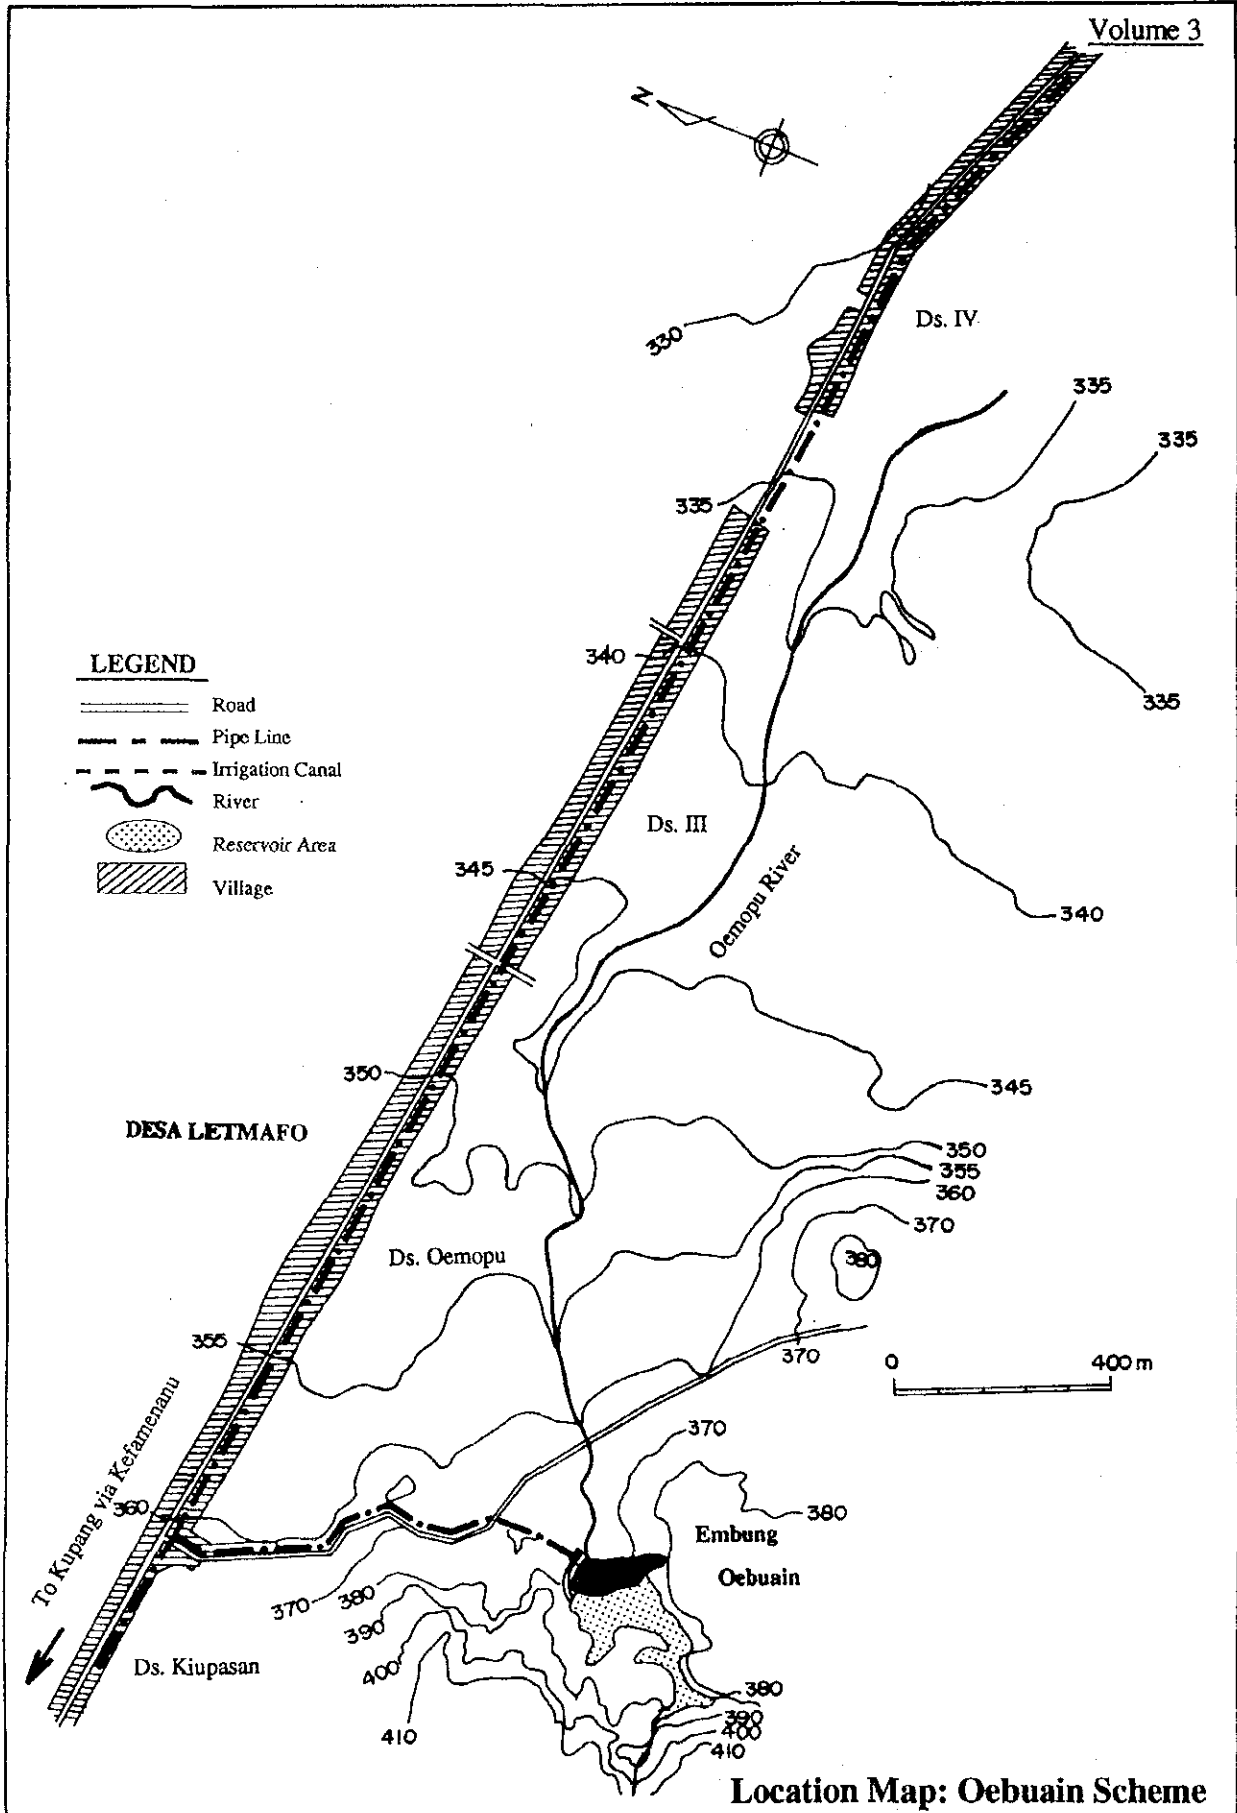 Volume 3
N
Ds. IV
330
335
335
335
340
LEGEND
Road
Pipe Line
Irrigation Canal
River
Reservoir Area
Village
335
Ds. III
345
Oemopu River
340
350
345
DESA LETMAFO
350
355
360
370
Ds. Oemopu
380
355
370
0 400 m
To Kupang via Kefamenanu
370
360
380
Embung
Oebuain
370
380
390
Ds. Kiupasan
400
380
390
400
410
410
Location Map: Oebuain Scheme